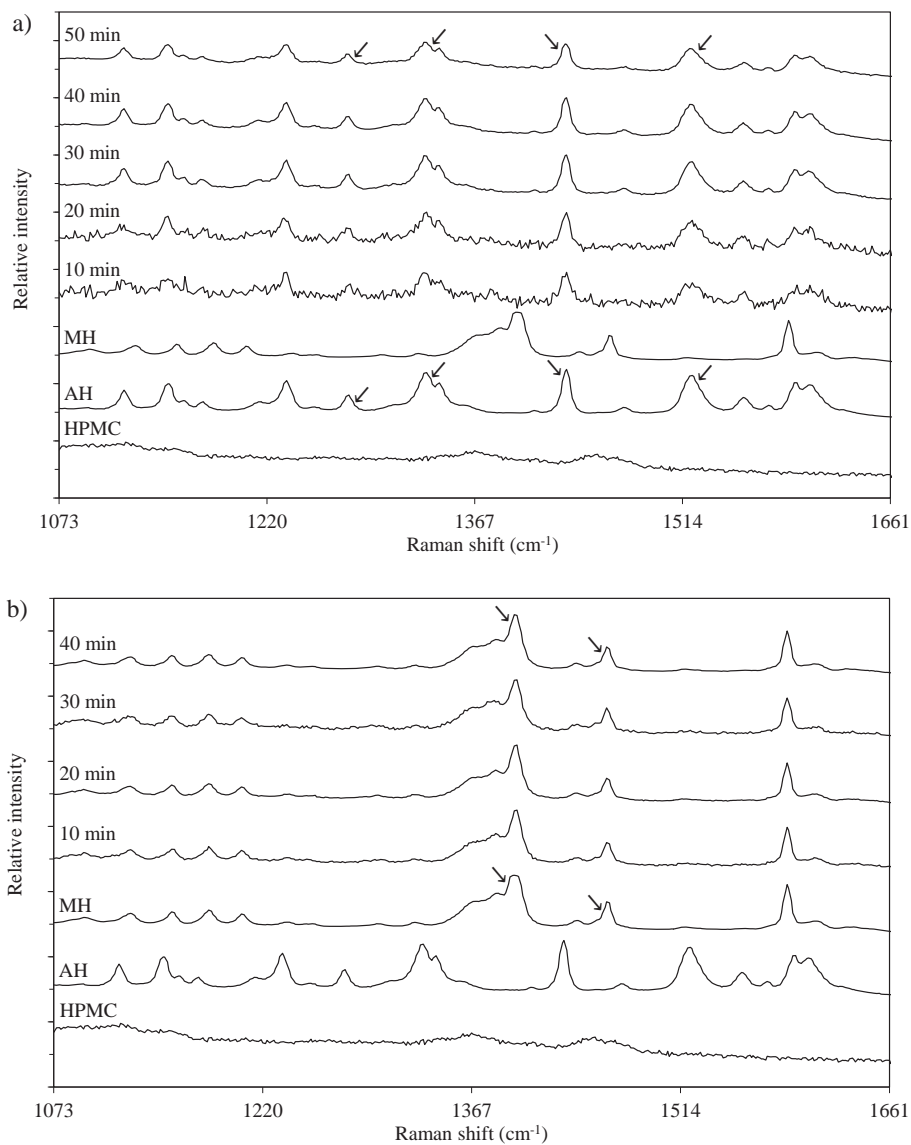 a)
50 min
40 min
30 min
20 min
10 min
MH
AH
HPMC
Relative intensity
1073 1220 1367 1514 1661
Raman shift (cm⁻¹)
b)
40 min
30 min
20 min
10 min
MH
AH
HPMC
Relative intensity
1073 1220 1367 1514 1661
Raman shift (cm⁻¹)